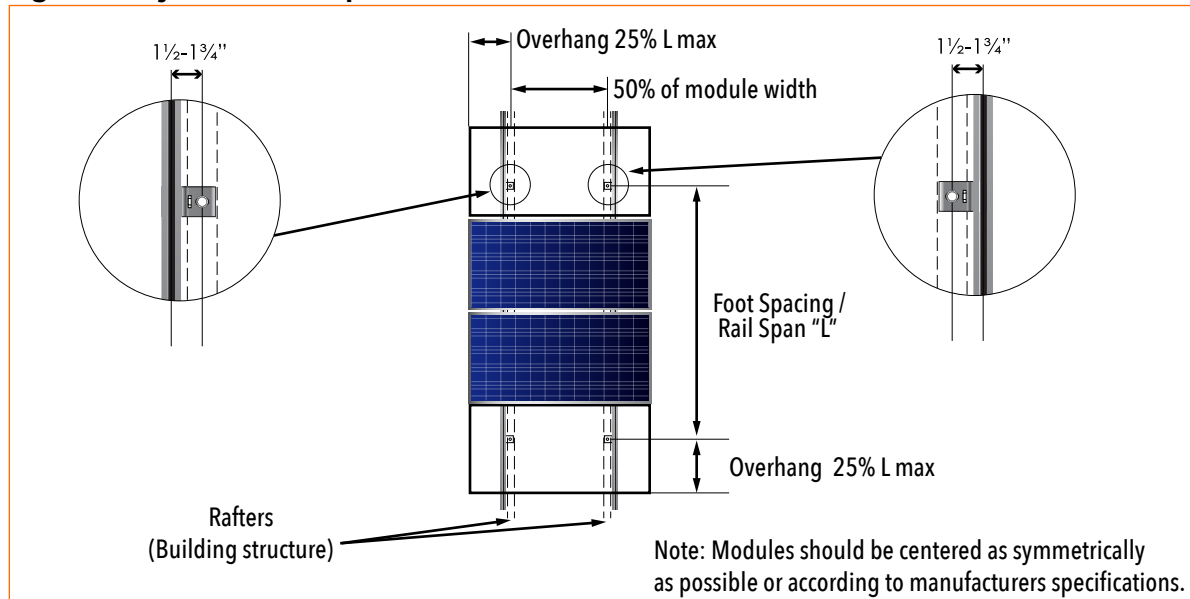 1½-1¾”
Overhang 25% L max
1½-1¾”
50% of module width
Foot Spacing /
Rail Span “L”
Overhang 25% L max
Rafters
(Building structure)
Note: Modules should be centered as symmetrically
as possible or according to manufacturers specifications.